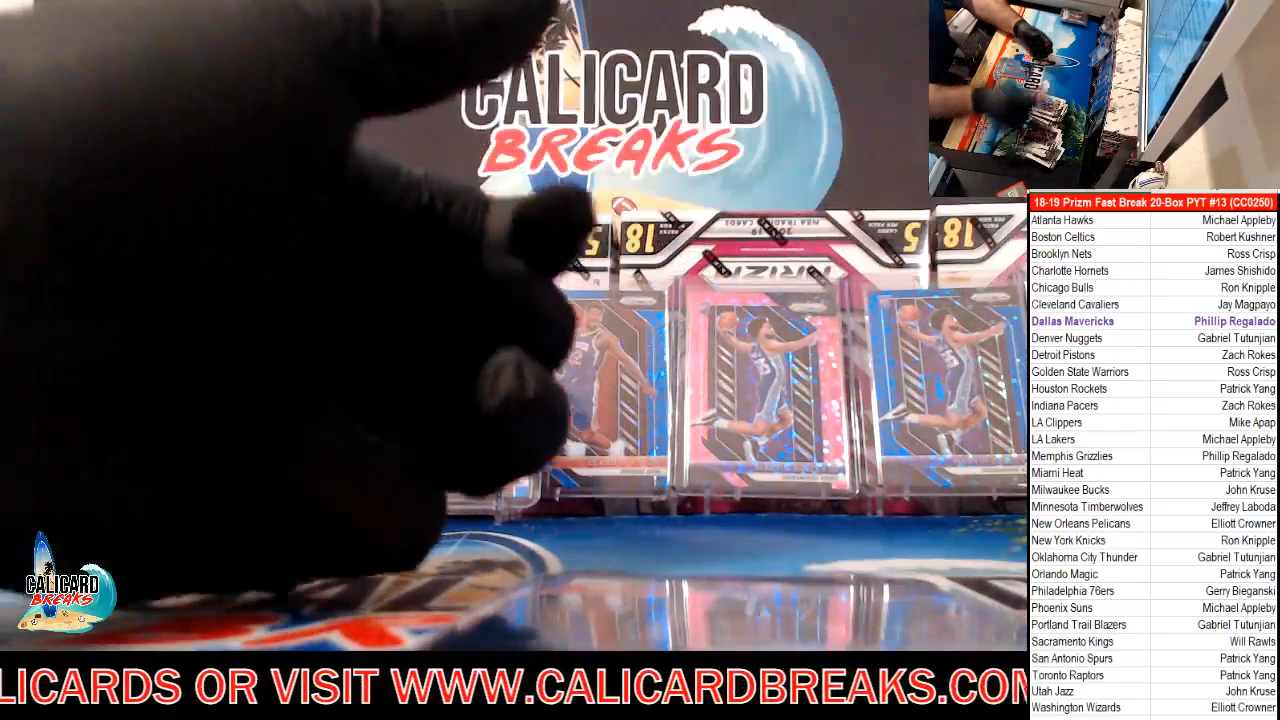 CALICARD
BREAKS
5
18
5
18
18-19 Prizm Fast Break 20-Box PYT #13 (CC0250)
Atlanta Hawks Michael Appleby
Boston Celtics Robert Kushner
Brooklyn Nets Ross Crisp
Charlotte Hornets James Shishido
Chicago Bulls Ron Knipple
Cleveland Cavaliers Jay Magpayo
Dallas Mavericks Phillip Regalado
Denver Nuggets Gabriel Tutunjian
Detroit Pistons Zach Rokes
Golden State Warriors Ross Crisp
Houston Rockets Patrick Yang
Indiana Pacers Zach Rokes
LA Clippers Mike Apap
LA Lakers Michael Appleby
Memphis Grizzlies Phillip Regalado
Miami Heat Patrick Yang
Milwaukee Bucks John Kruse
Minnesota Timberwolves Jeffrey Laboda
New Orleans Pelicans Elliott Crowner
New York Knicks Ron Knipple
Oklahoma City Thunder Gabriel Tutunjian
Orlando Magic Patrick Yang
Philadelphia 76ers Gerry Bieganski
Phoenix Suns Michael Appleby
Portland Trail Blazers Gabriel Tutunjian
Sacramento Kings Will Rawls
San Antonio Spurs Patrick Yang
Toronto Raptors Patrick Yang
Utah Jazz John Kruse
Washington Wizards Elliott Crowner
CALICARD
BREAKS
LICARDS OR VISIT WWW.CALICARDBREAKS.COM